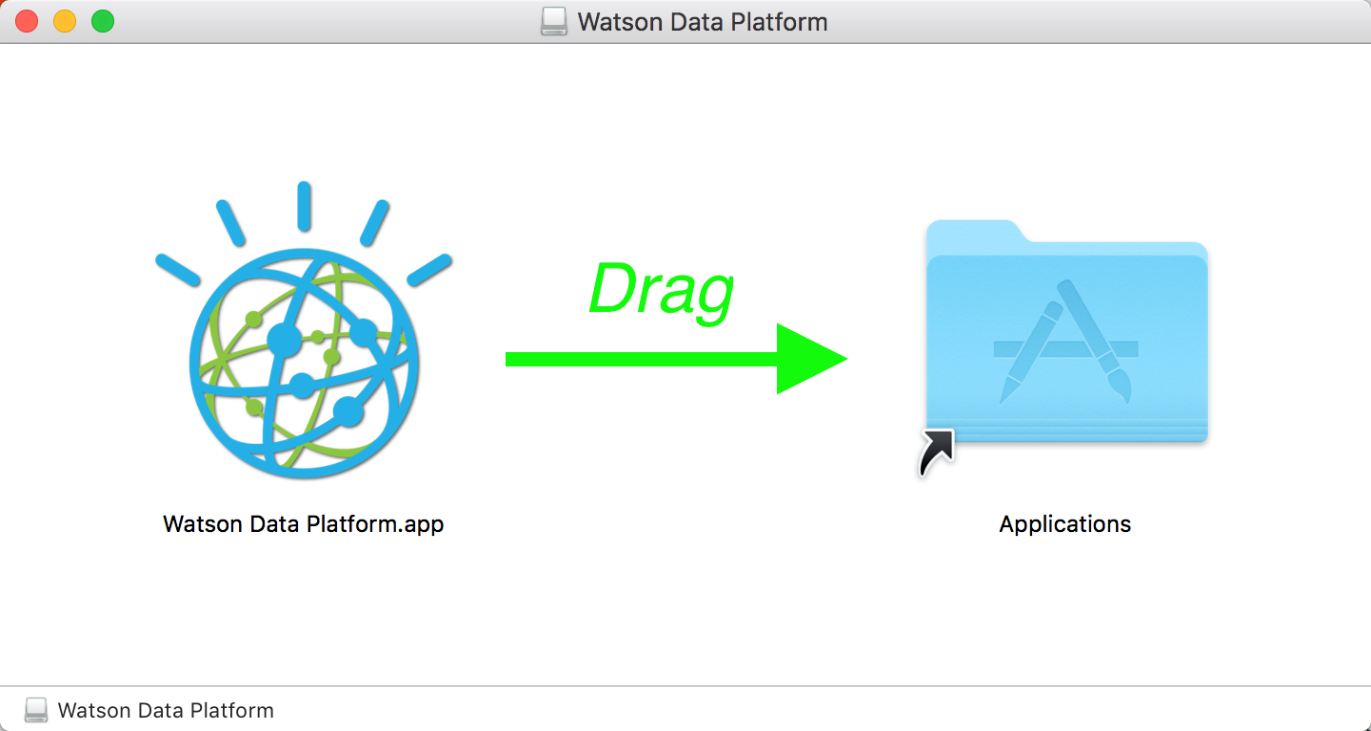 Watson Data Platform
Drag
Watson Data Platform.app
Applications
Watson Data Platform